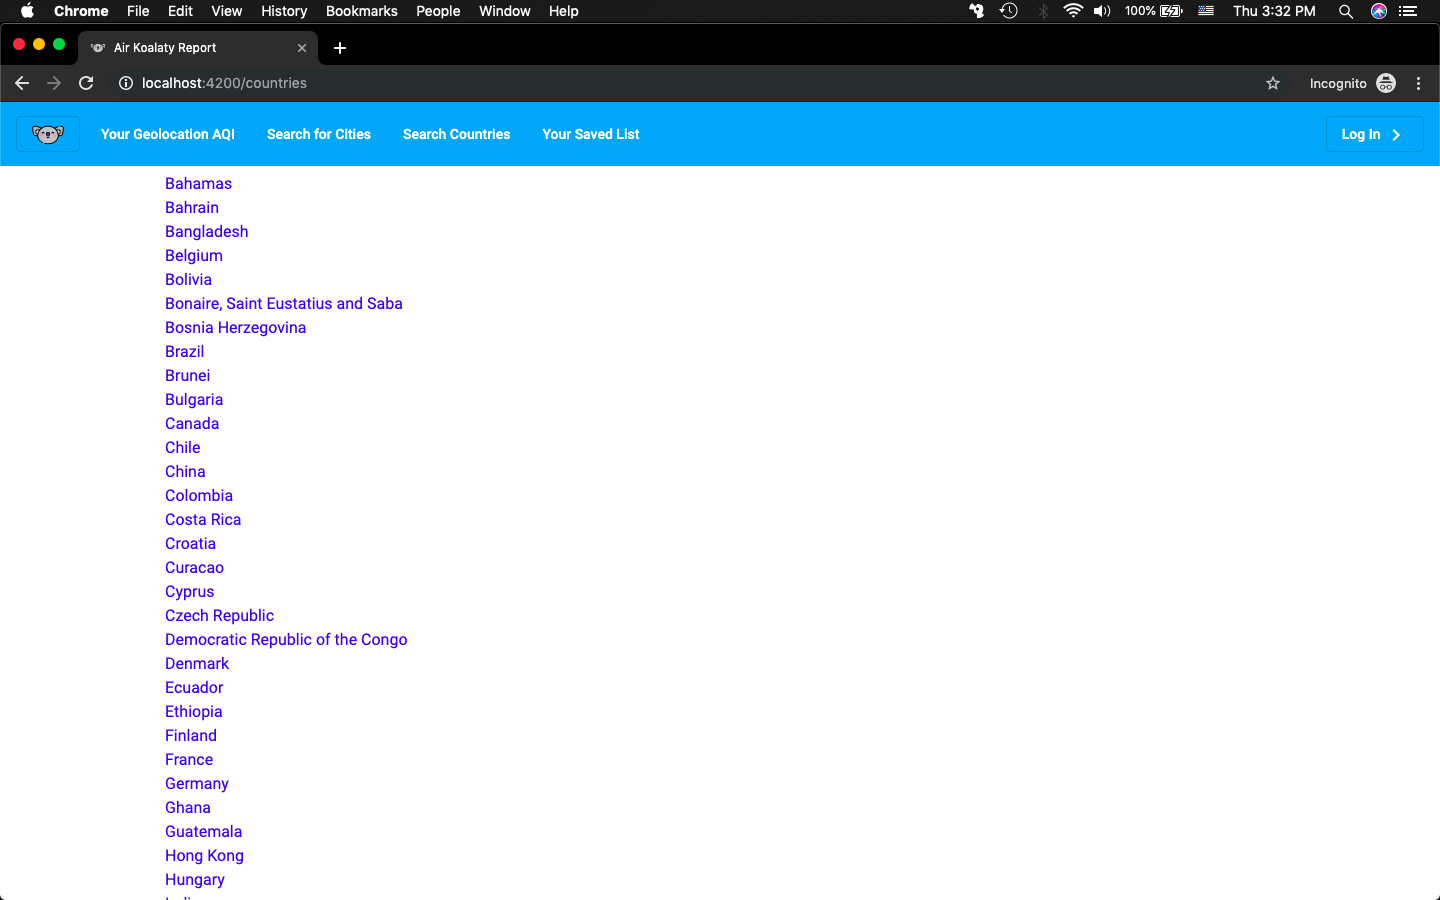 Chrome File Edit View History Bookmarks People Window Help 100% Thu 3:32 PM
Air Koalaty Report
localhost:4200/countries Incognito
Your Geolocation AQI Search for Cities Search Countries Your Saved List Log In
Bahamas
Bahrain
Bangladesh
Belgium
Bolivia
Bonaire, Saint Eustatius and Saba
Bosnia Herzegovina
Brazil
Brunei
Bulgaria
Canada
Chile
China
Colombia
Costa Rica
Croatia
Curacao
Cyprus
Czech Republic
Democratic Republic of the Congo
Denmark
Ecuador
Ethiopia
Finland
France
Germany
Ghana
Guatemala
Hong Kong
Hungary